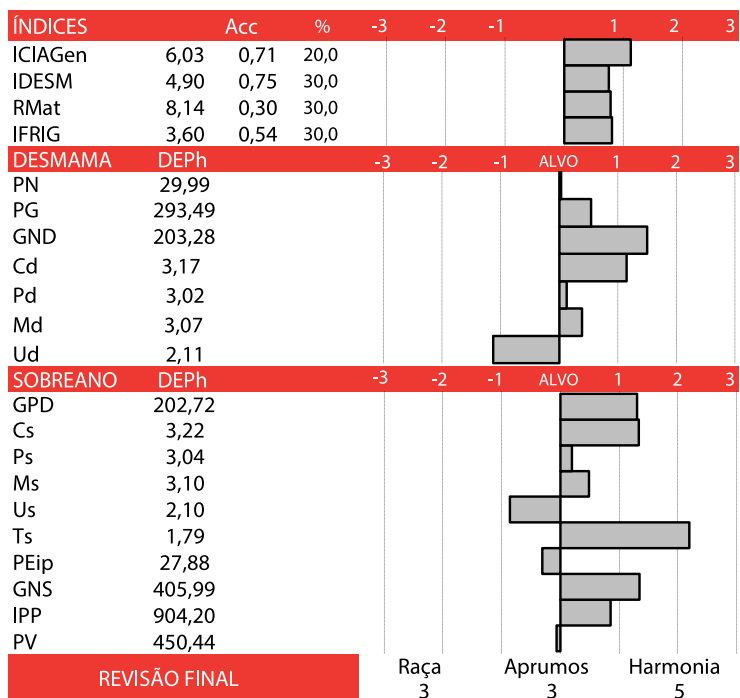 ÍNDICES Acc % -3 -2 -1 1 2 3
ICIAGen 6,03 0,71 20,0
IDESM 4,90 0,75 30,0
RMat 8,14 0,30 30,0
IFRIG 3,60 0,54 30,0
DESMAMA DEPh -3 -2 -1 ALVO 1 2 3
PN 29,99
PG 293,49
GND 203,28
Cd 3,17
Pd 3,02
Md 3,07
Ud 2,11
SOBREANO DEPh -3 -2 -1 ALVO 1 2 3
GPD 202,72
Cs 3,22
Ps 3,04
Ms 3,10
Us 2,10
Ts 1,79
PEip 27,88
GNS 405,99
IPP 904,20
PV 450,44
REVISÃO FINAL Raça Aprumos Harmonia
3 3 5